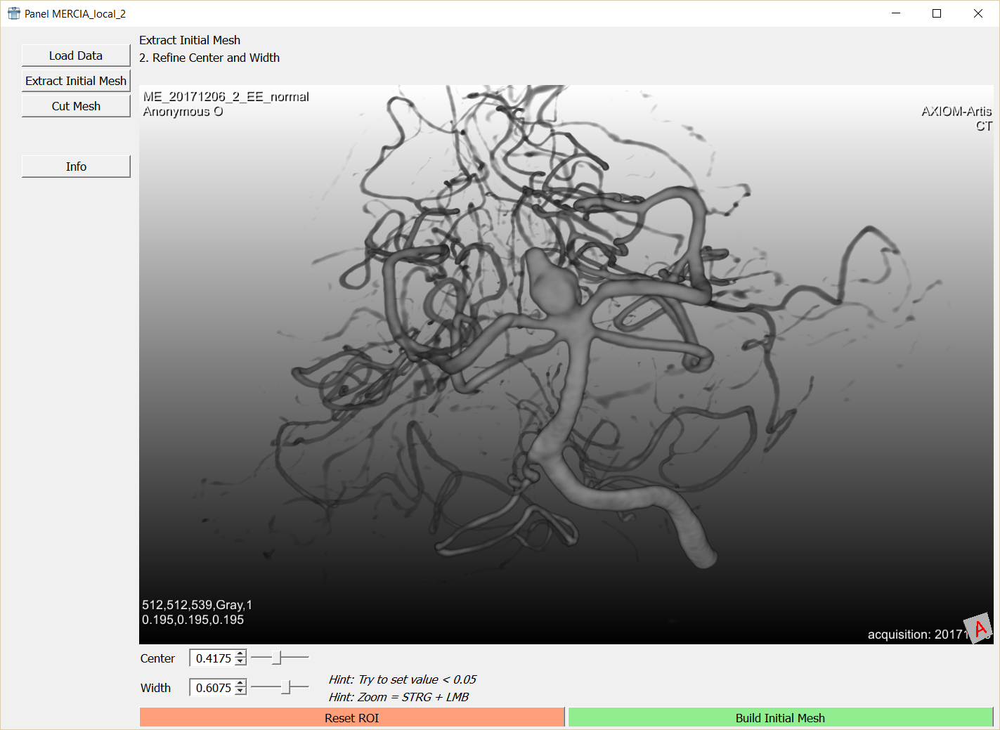 Panel MERCIA_local_2
Load Data
Extract Initial Mesh
Cut Mesh
Info
Extract Initial Mesh
2. Refine Center and Width
ME_20171206_2_EE_normal
Anonymous O
AXIOM-Artis
CT
512,512,539,Gray,1
0.195,0.195,0.195
acquisition: 20171
A
Center 0.4175
Width 0.6075
Hint: Try to set value < 0.05
Hint: Zoom = STRG + LMB
Reset ROI
Build Initial Mesh